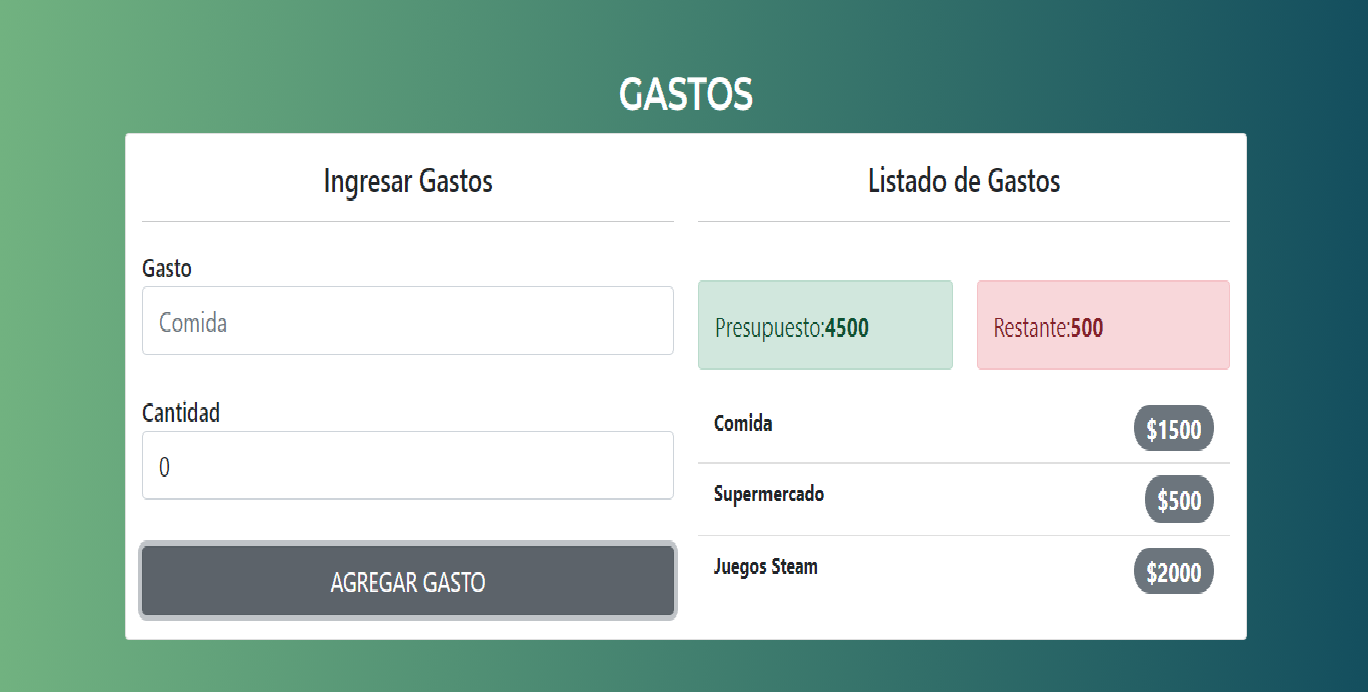 GASTOS
Ingresar Gastos
Gasto
Comida
Cantidad
0
AGREGAR GASTO
Listado de Gastos
Presupuesto:4500
Restante:500
Comida $1500
Supermercado $500
Juegos Steam $2000